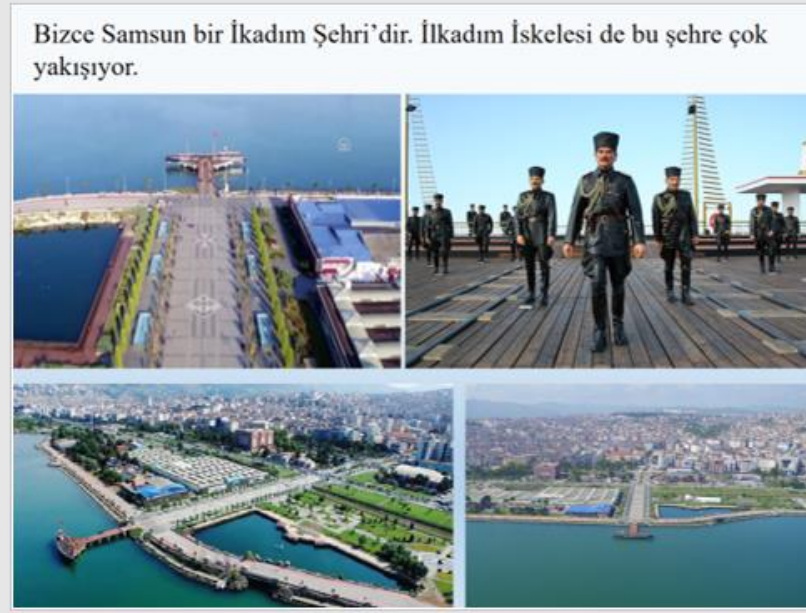 Bizce Samsun bir İkadım Şehri’dir. İlkadım İskelesi de bu şehre çok
yakışıyor.